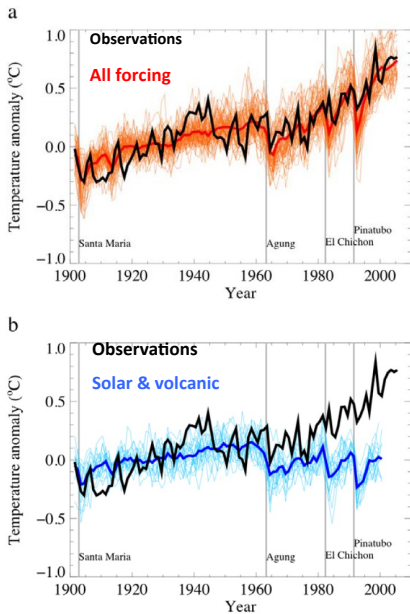 a
Observations
All forcing
Temperature anomaly (°C)
1.0
0.5
0.0
−0.5
−1.0
Santa Maria
Agung
El Chichon
Pinatubo
1900 1920 1940 1960 1980 2000
Year
b
Observations
Solar & volcanic
Temperature anomaly (°C)
1.0
0.5
0.0
−0.5
−1.0
Santa Maria
Agung
El Chichon
Pinatubo
1900 1920 1940 1960 1980 2000
Year